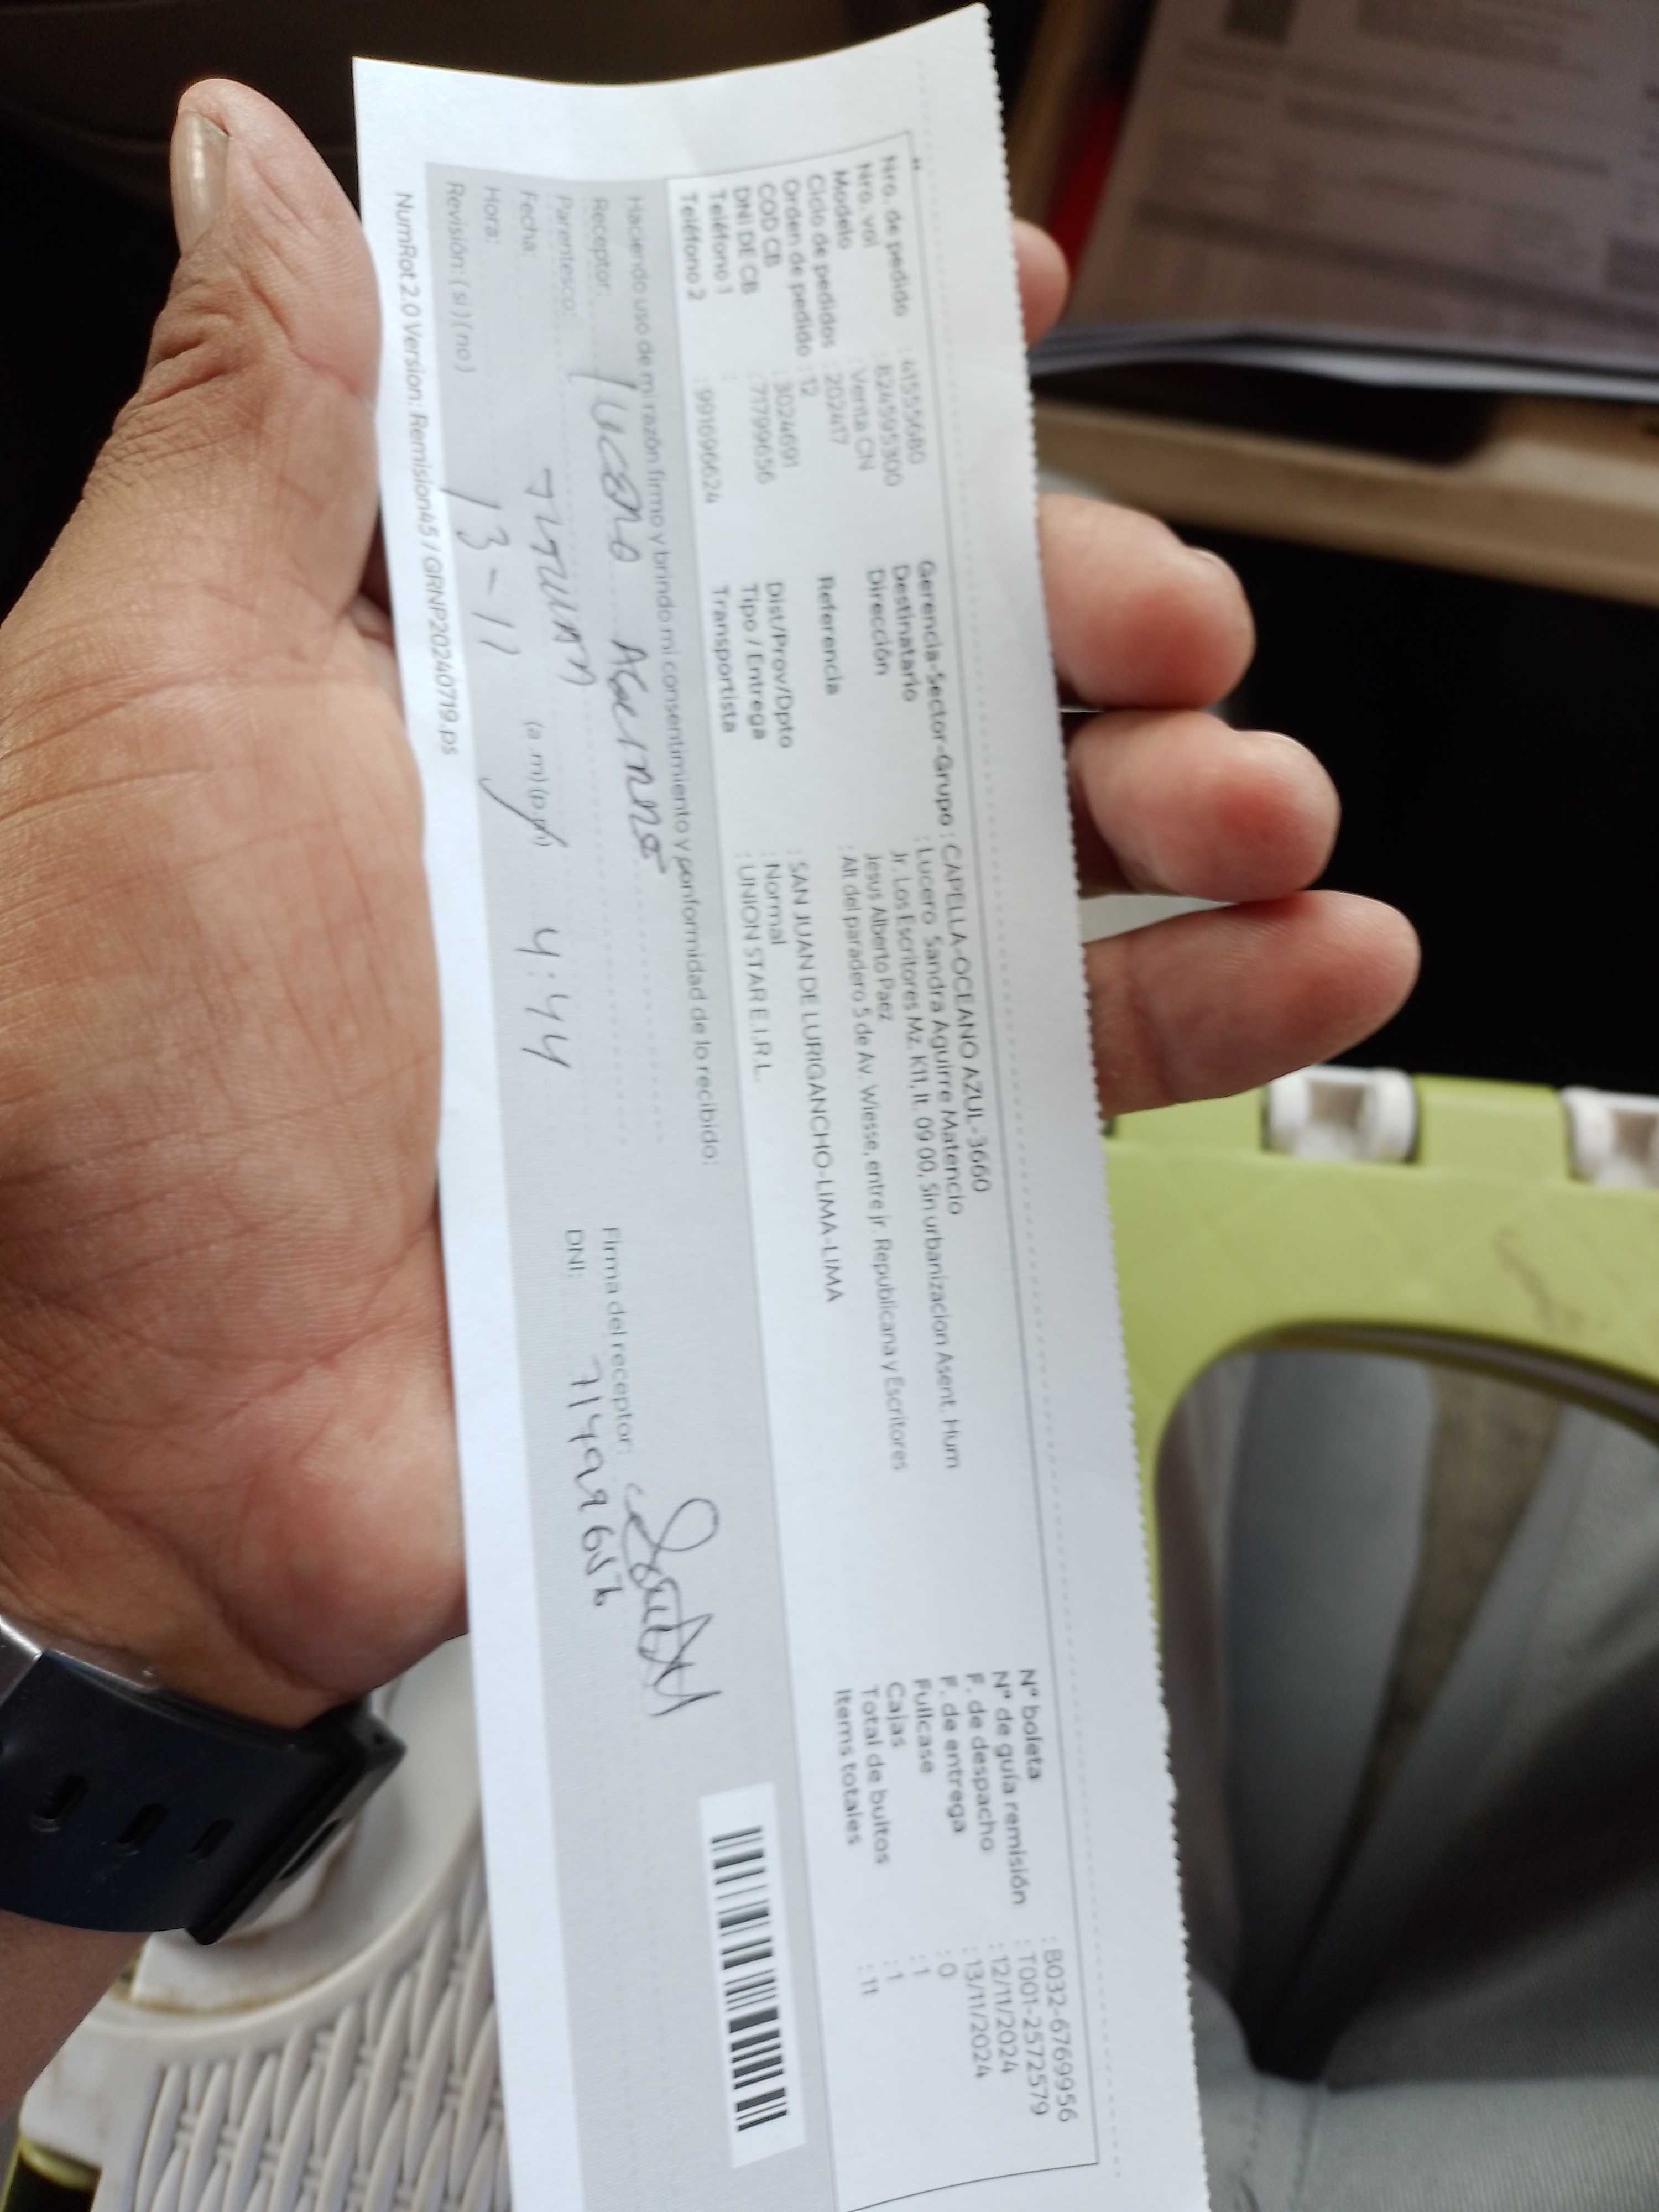 Nro. de pedido : 41555680
Nro. vol : 824595300
Modelo : Venta CN
Ciclo de pedidos : 202417
Orden de pedido : 12
COD CB : 3024691
DNI DE CB : 71799656
Teléfono 1 :
Teléfono 2 : 991696624
Gerencia-Sector-Grupo : CAPELLA-OCEANO AZUL-3660
Destinatario : Lucero Sandra Aguirre Matencio
Dirección : Jr. Los Escritores Mz. K11, lt. 09 00, Sin urbanizacion Asent. Hum
Jesus Alberto Paez
Referencia : Alt del paradero 5 de Av. Wiesse, entre jr. Republicana y Escritores
Dist/Prov/Dpto : SAN JUAN DE LURIGANCHO-LIMA-LIMA
Tipo / Entrega : Normal
Transportista : UNION STAR E.I.R.L.
N° boleta : B032-6769956
N° de guía remisión : T001-2572579
F. de despacho : 12/11/2024
F. de entrega : 13/11/2024
Fullcase : 0
Cajas : 1
Total de bultos : 1
Items totales : 11
Haciendo uso de mi razón firmo y brindo mi consentimiento y conformidad de lo recibido:
Receptor: Lucero Aguirre
Parentesco: TITULAR
Fecha: 13-11
Hora: (a.m)(p.m) 4:44
Revisión: (si) (no)
Firma del receptor:
DNI: 71799656
NumRot 2.0 Version: Remision45 / GRNP20240719.ps